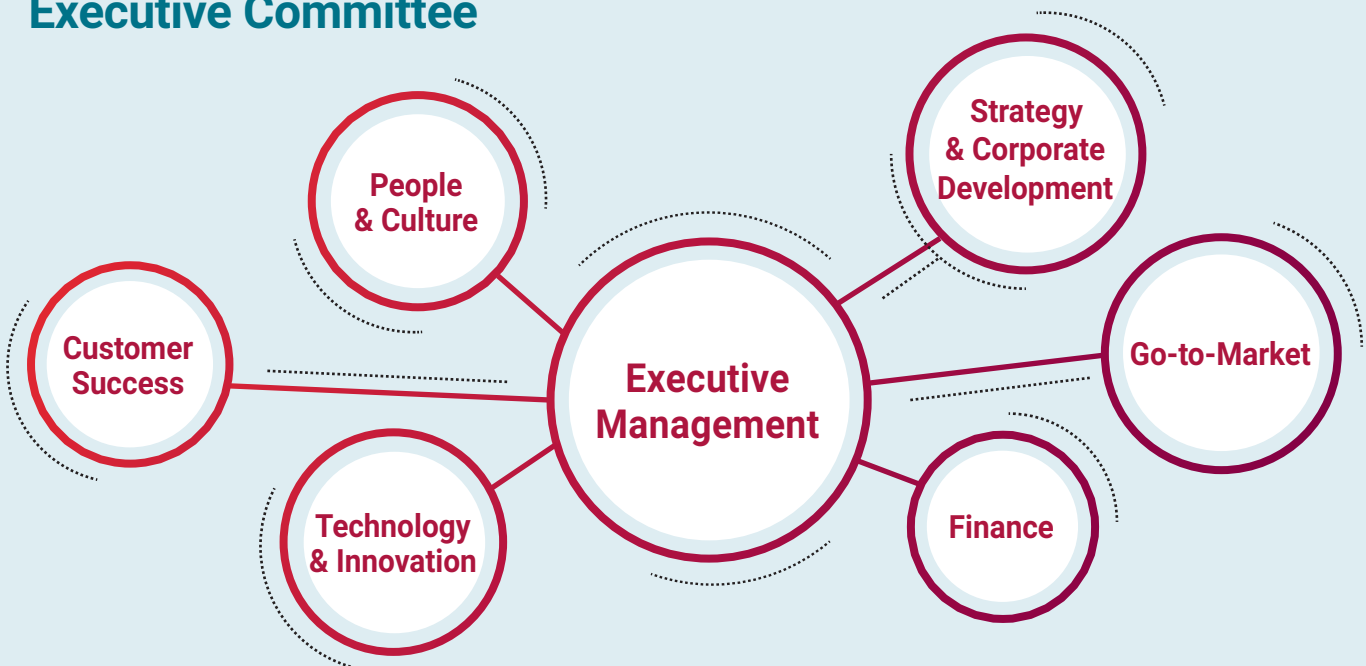 Executive Committee
People
& Culture
Strategy
& Corporate
Development
Customer
Success
Executive
Management
Go-to-Market
Technology
& Innovation
Finance